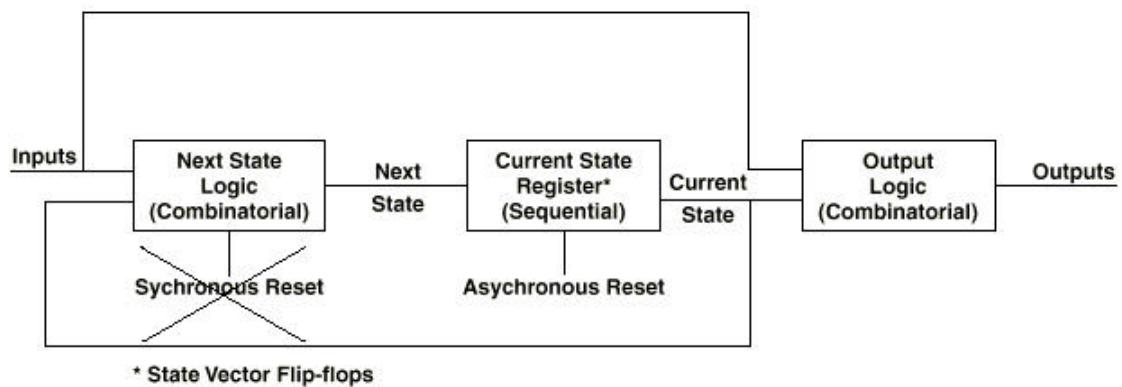 Inputs
Next State
Logic
(Combinatorial)
Next
State
Current State
Register*
(Sequential)
Current
State
Output
Logic
(Combinatorial)
Outputs
Sychronous Reset
Asychronous Reset
* State Vector Flip-flops